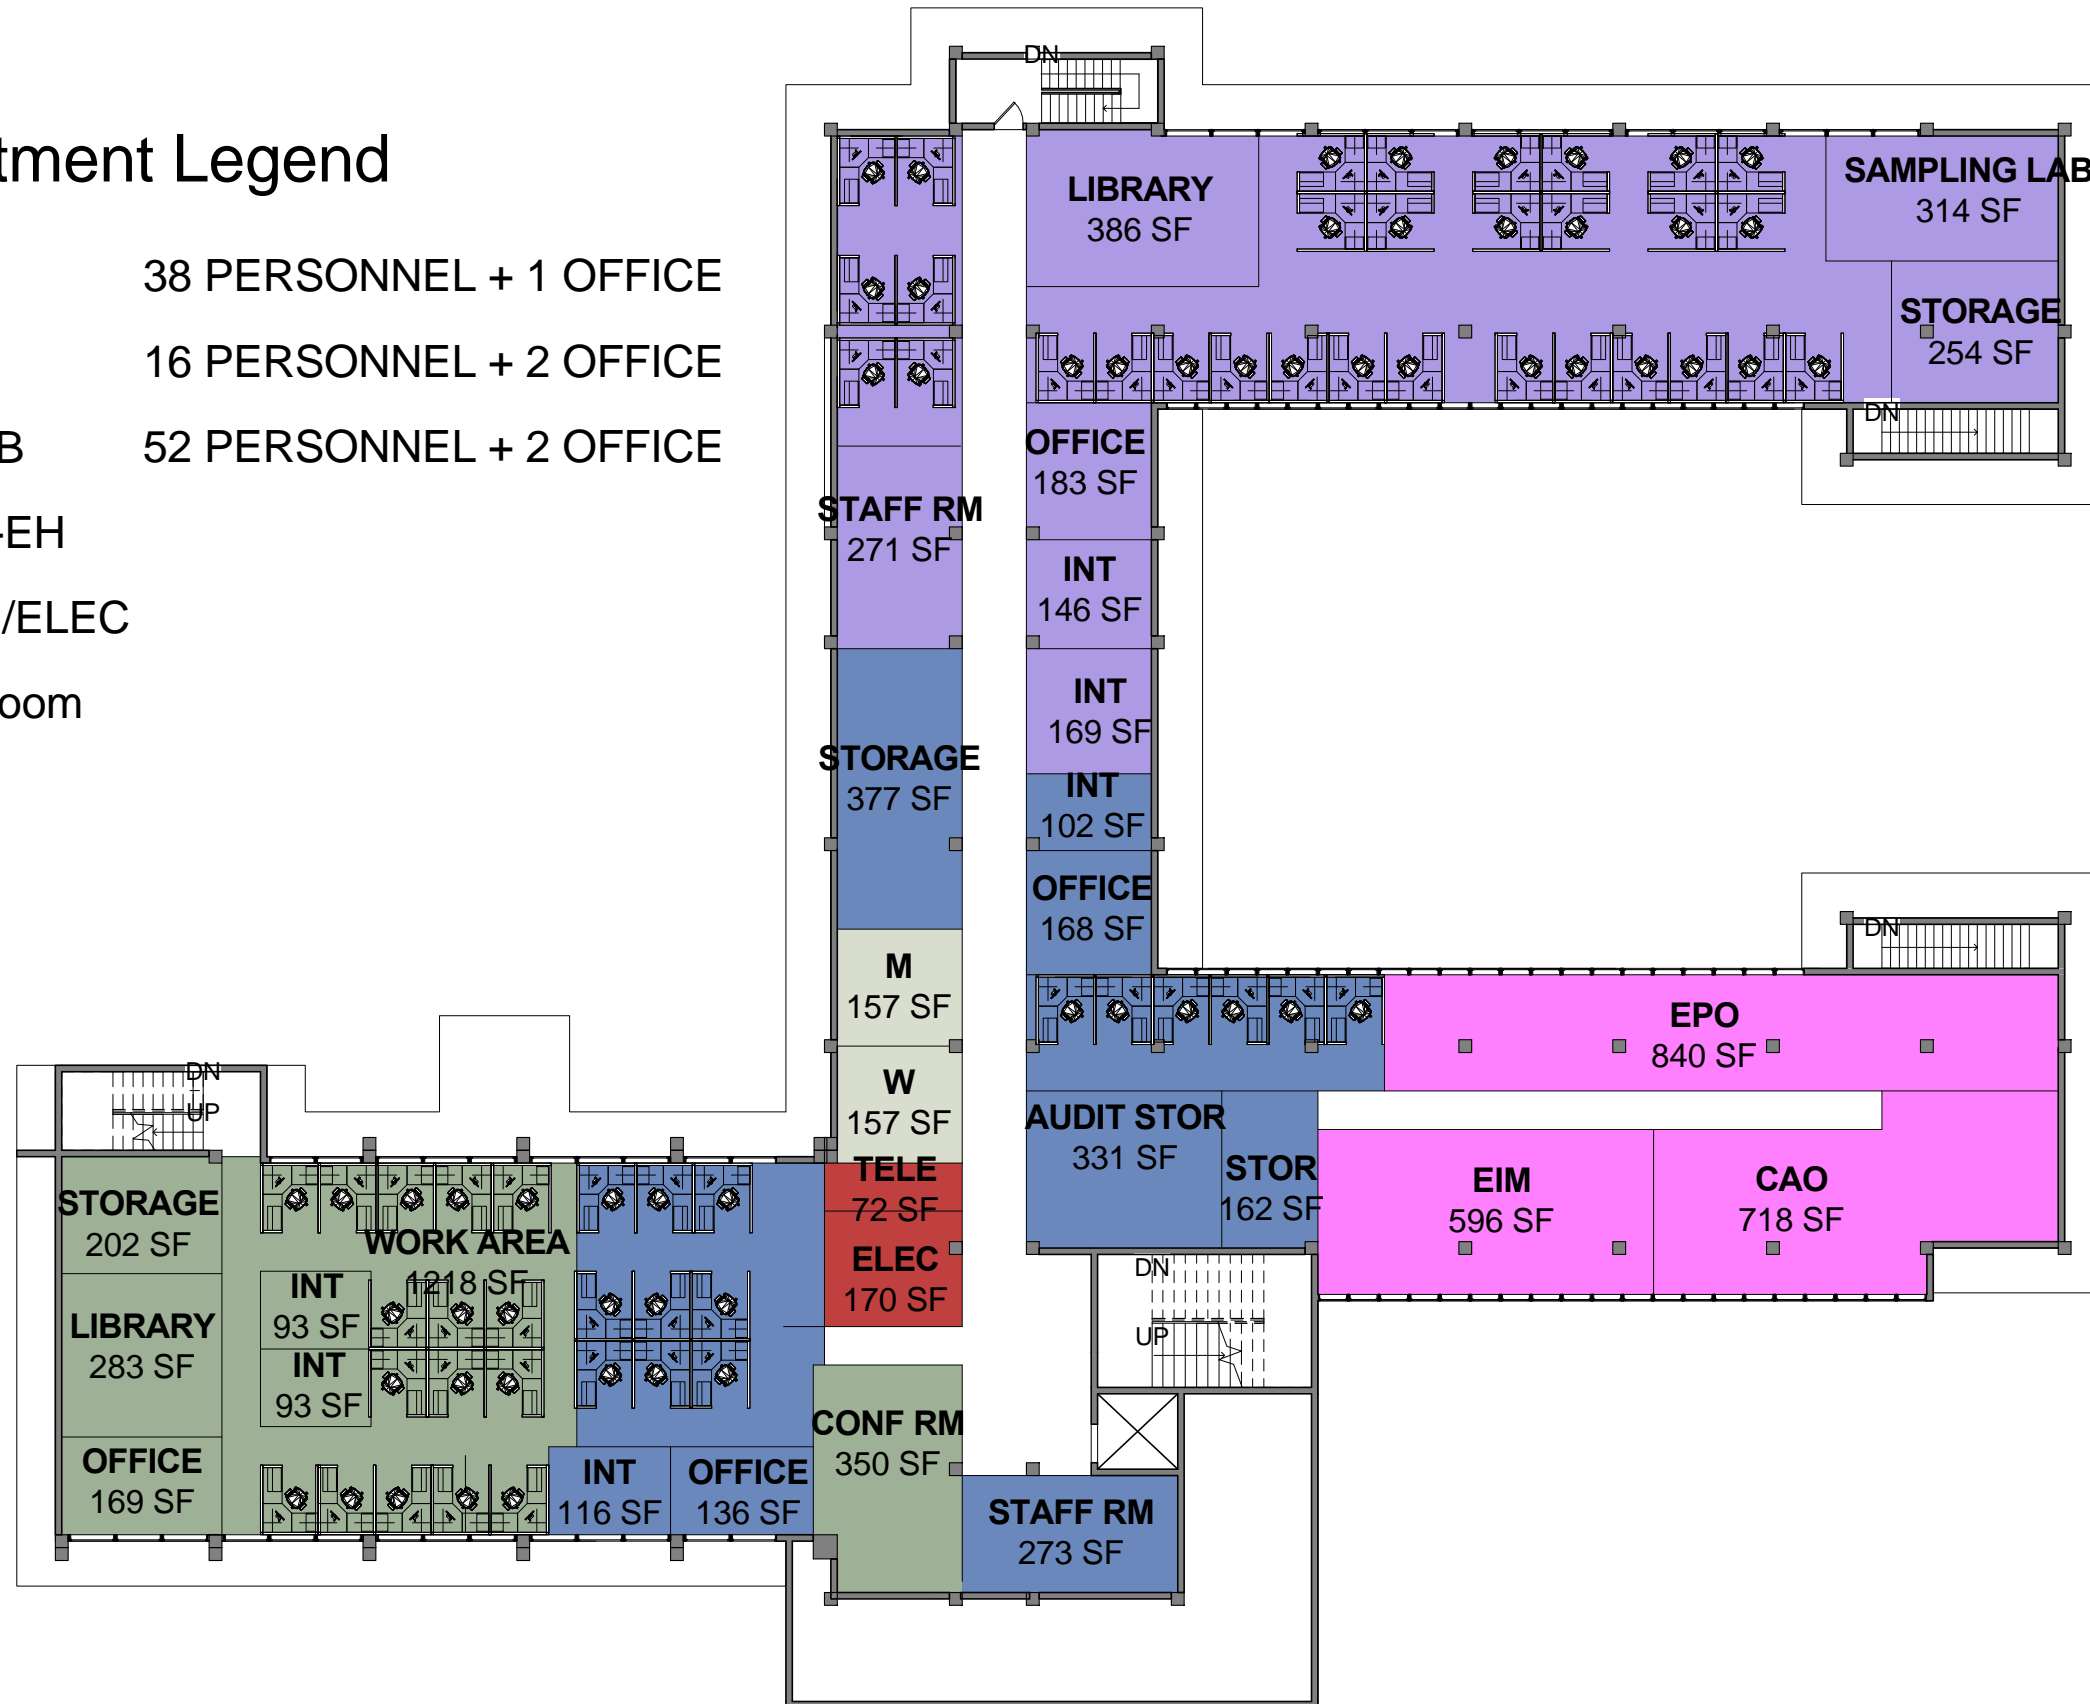 tment Legend
38 PERSONNEL + 1 OFFICE
16 PERSONNEL + 2 OFFICE
B 52 PERSONNEL + 2 OFFICE
-EH
/ELEC
oom
DN
LIBRARY
386 SF
SAMPLING LAB
314 SF
STORAGE
254 SF
DN
OFFICE
183 SF
STAFF RM
271 SF
INT
146 SF
INT
169 SF
STORAGE
377 SF
INT
102 SF
OFFICE
168 SF
DN
M
157 SF
EPO
840 SF
W
157 SF
AUDIT STOR
331 SF
STOR
162 SF
EIM
596 SF
CAO
718 SF
DN
UP
TELE
72 SF
ELEC
170 SF
STORAGE
202 SF
WORK AREA
1218 SF
INT
93 SF
LIBRARY
283 SF
INT
93 SF
DN
UP
OFFICE
169 SF
INT
116 SF
OFFICE
136 SF
CONF RM
350 SF
STAFF RM
273 SF